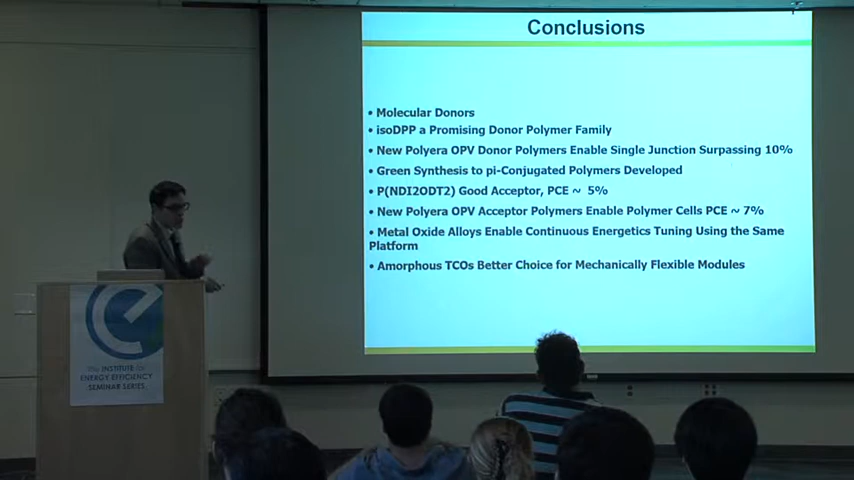 Conclusions
• Molecular Donors
• isoDPP a Promising Donor Polymer Family
• New Polyera OPV Donor Polymers Enable Single Junction Surpassing 10%
• Green Synthesis to pi-Conjugated Polymers Developed
• P(NDI2ODT2) Good Acceptor, PCE ~ 5%
• New Polyera OPV Acceptor Polymers Enable Polymer Cells PCE ~ 7%
• Metal Oxide Alloys Enable Continuous Energetics Tuning Using the Same
Platform
• Amorphous TCOs Better Choice for Mechanically Flexible Modules
the INSTITUTE for
ENERGY EFFICIENCY
SEMINAR SERIES